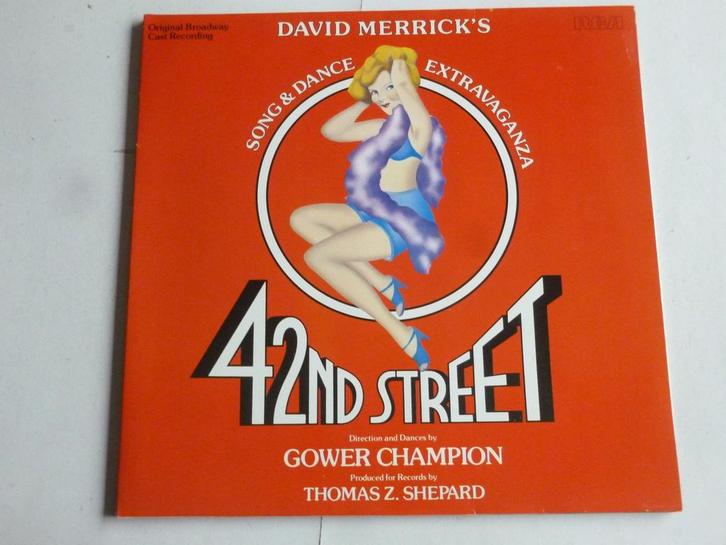 Original Broadway
Cast Recording
DAVID MERRICK'S
RCA
SONG & DANCE EXTRAVAGANZA
42ND STREET
Direction and Dances by
GOWER CHAMPION
Produced for Records by
THOMAS Z. SHEPARD